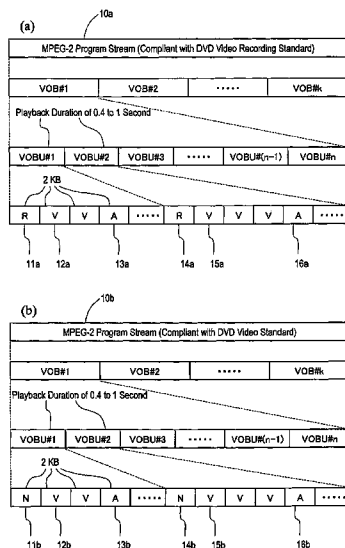 (a)
10a
MPEG-2 Program Stream (Compliant with DVD Video Recording Standard)
VOB#1 VOB#2 ····· VOB#k
Playback Duration of 0.4 to 1 Second
VOBU#1 VOBU#2 VOBU#3 ····· VOBU#(n-1) VOBU#n
2 KB
R V V A ····· R V V V A ·····
11a 12a 13a 14a 15a 16a
(b)
10b
MPEG-2 Program Stream (Compliant with DVD Video Standard)
VOB#1 VOB#2 ····· VOB#k
Playback Duration of 0.4 to 1 Second
VOBU#1 VOBU#2 VOBU#3 ····· VOBU#(n-1) VOBU#n
2 KB
N V V A ····· N V V V A ·····
11b 12b 13b 14b 15b 16b